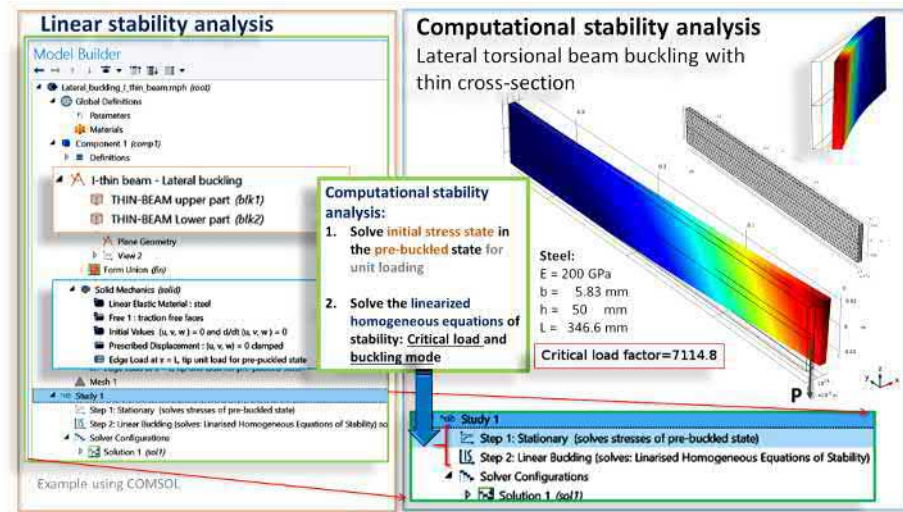 Linear stability analysis
Model Builder
Lateral_buckling_I_thin_beam.mph (root)
Global Definitions
Parameters
Materials
Component 1 (comp1)
Definitions
I-thin beam - Lateral buckling
THIN-BEAM upper part (blk1)
THIN-BEAM Lower part (blk2)
Plane Geometry
View 2
Form Union (fin)
Solid Mechanics (solid)
Linear Elastic Material : steel
Free 1 : traction free faces
Initial Values (u, v, w) = 0 and d/dt(u, v, w) = 0
Prescribed Displacement : (u, v, w) = 0 clamped
Edge Load at x = L, tip unit load for pre-puckled state
Mesh 1
Study 1
Step 1: Stationary (solves stresses of pre-buckled state)
Step 2: Linear Buckling (solves: Linarised Homogeneous Equations of Stability) so
Solver Configurations
Solution 1 (sol1)
Example using COMSOL
Computational stability analysis:
1. Solve initial stress state in the pre-buckled state for unit loading
2. Solve the linearized homogeneous equations of stability: Critical load and buckling mode
Computational stability analysis
Lateral torsional beam buckling with
thin cross-section
Steel:
E = 200 GPa
b = 5.83 mm
h = 50 mm
L = 346.6 mm
Critical load factor=7114.8
P
y
z
x
Study 1
Step 1: Stationary (solves stresses of pre-buckled state)
Step 2: Linear Buckling (solves: Linarised Homogeneous Equations of Stability)
Solver Configurations
Solution 1 (sol1)